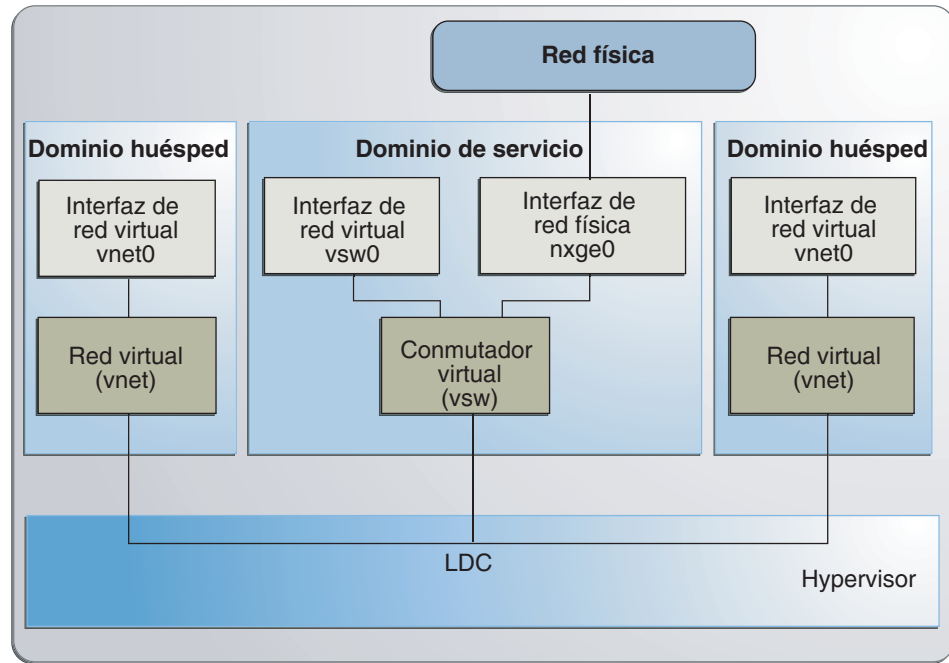 Red física
Dominio huésped
Interfaz de
red virtual
vnet0
Red virtual
(vnet)
Dominio de servicio
Interfaz de
red virtual
vsw0
Interfaz de
red física
nxge0
Conmutador
virtual
(vsw)
Dominio huésped
Interfaz de
red virtual
vnet0
Red virtual
(vnet)
LDC
Hypervisor